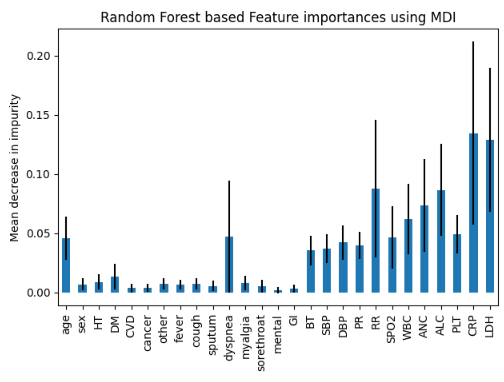 Random Forest based Feature importances using MDI
Mean decrease in impurity
0.20
0.15
0.10
0.05
0.00
age
sex
HT
DM
CVD
cancer
other
fever
cough
sputum
dyspnea
myalgia
sorethroat
mental
GI
BT
SBP
DBP
PR
RR
SPO2
WBC
ANC
ALC
PLT
CRP
LDH